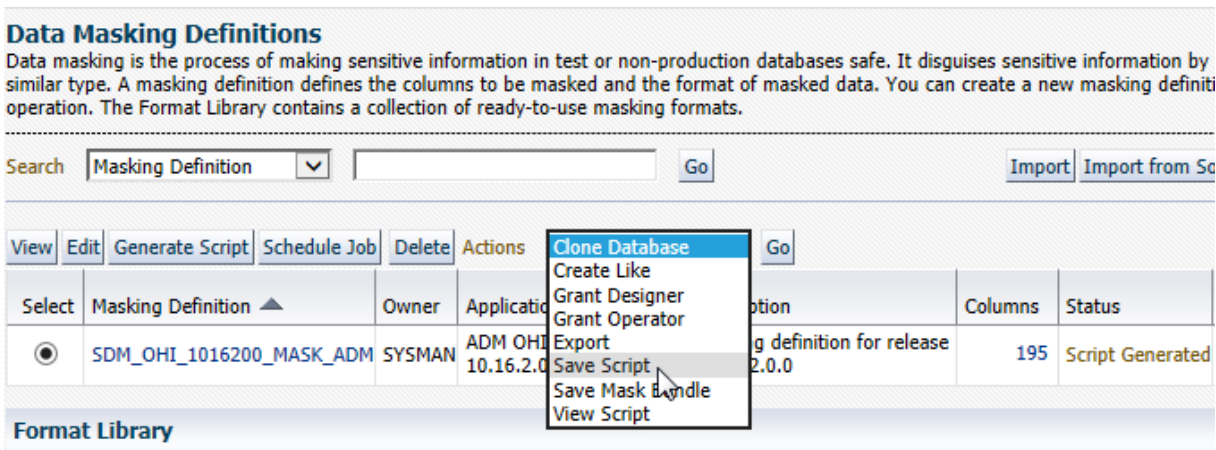 Data Masking Definitions
Data masking is the process of making sensitive information in test or non-production databases safe. It disguises sensitive information by
similar type. A masking definition defines the columns to be masked and the format of masked data. You can create a new masking definiti
operation. The Format Library contains a collection of ready-to-use masking formats.
Search Masking Definition Go Import Import from So
View Edit Generate Script Schedule Job Delete Actions Clone Database Go
Create Like
Grant Designer
Grant Operator
Export
Save Script
Save Mask Bundle
View Script
Select Masking Definition Owner Applicatio ption Columns Status
SDM_OHI_1016200_MASK_ADM SYSMAN ADM OHI g definition for release 195 Script Generated
10.16.2.0 2.0.0
Format Library